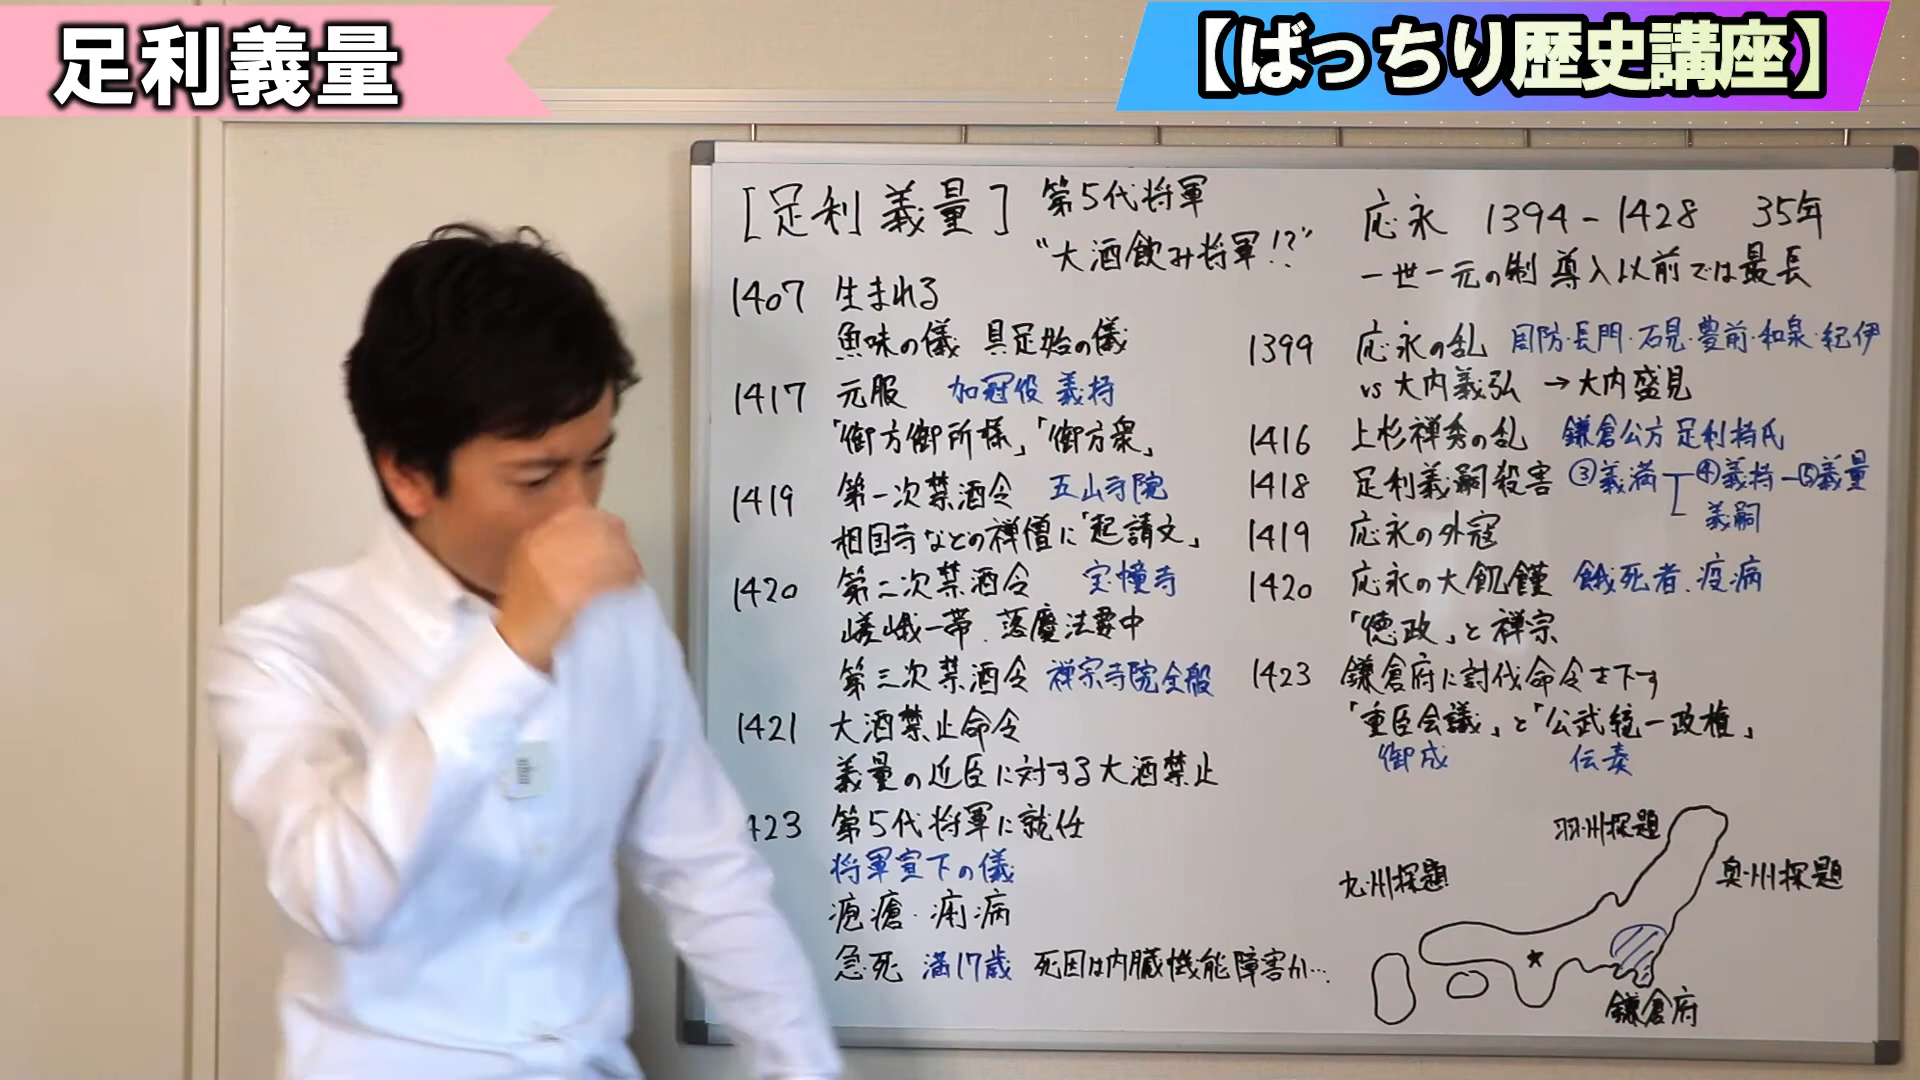 足利義量
【ばっちり歴史講座】
[足利義量] 第5代将軍
“大酒飲み将軍!?”
1407 生まれる
魚味の儀 具足始の儀
1417 元服 加冠役 義持
「御方御所様」「御方衆」
1419 第一次禁酒令 五山寺院
相国寺などの禅僧に「起請文」
1420 第二次禁酒令 宝幢寺
嵯峨一帯、落慶法要中
第三次禁酒令 禅宗寺院全般
1421 大酒禁止命令
義量の近臣に対する大酒禁止
423 第5代将軍に就任
将軍宣下の儀
疱瘡・痢病
急死 満17歳 死因は内臓機能障害か…
応永 1394-1428 35年
一世一元の制 導入以前では最長
1399 応永の乱 周防・長門・石見・豊前・和泉・紀伊
vs 大内義弘 → 大内盛見
1416 上杉禅秀の乱 鎌倉公方 足利持氏
1418 足利義嗣殺害 ③義満 ④義持 ⑤義量
義嗣
1419 応永の外寇
1420 応永の大飢饉 餓死者、疫病
「徳政」と禅宗
1423 鎌倉府に討伐命令を下す
「重臣会議」と「公武統一政権」
御成 伝奏
羽州探題
九州探題 奥州探題
鎌倉府